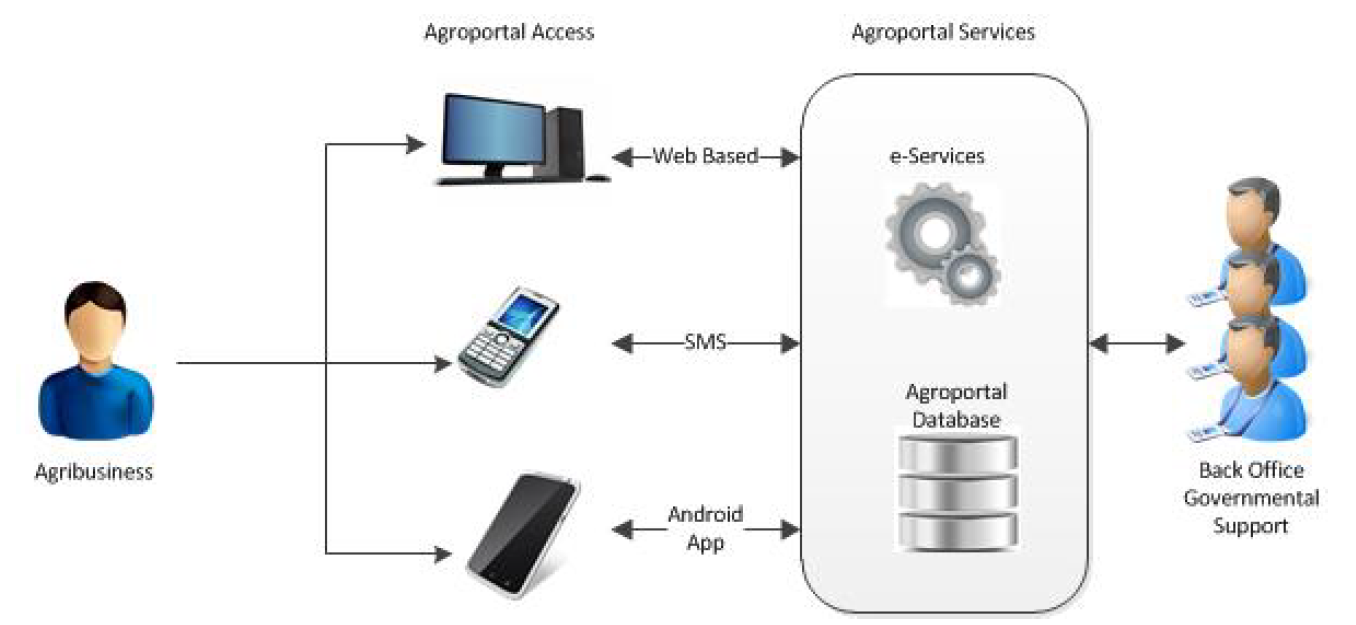 Agroportal Access
Agroportal Services
Web Based
e-Services
SMS
Agroportal
Database
Agribusiness
Android
App
Back Office
Governmental
Support